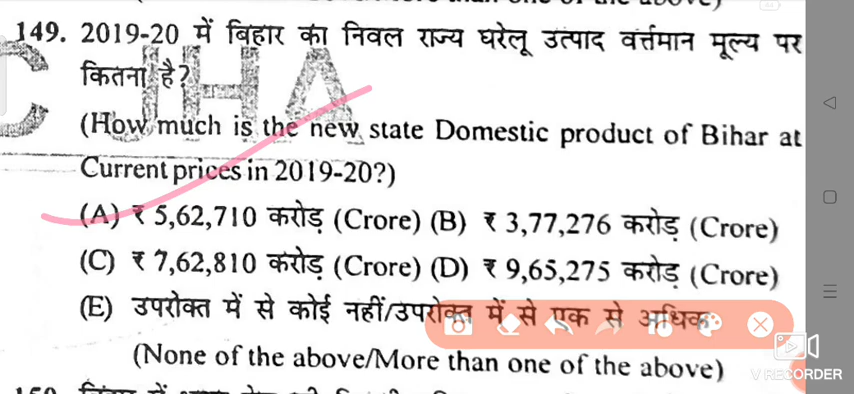 149. 2019-20 में बिहार का निवल राज्य घरेलू उत्पाद वर्त्तमान मूल्य पर
कितना है?
(How much is the new state Domestic product of Bihar at
Current prices in 2019-20?)
(A) ₹ 5,62,710 करोड़ (Crore) (B) ₹ 3,77,276 करोड़ (Crore)
(C) ₹ 7,62,810 करोड़ (Crore) (D) ₹ 9,65,275 करोड़ (Crore)
(E) उपरोक्त में से कोई नहीं/उपरोक्त में से एक से अधिक
(None of the above/More than one of the above)
V RECORDER
C JHA